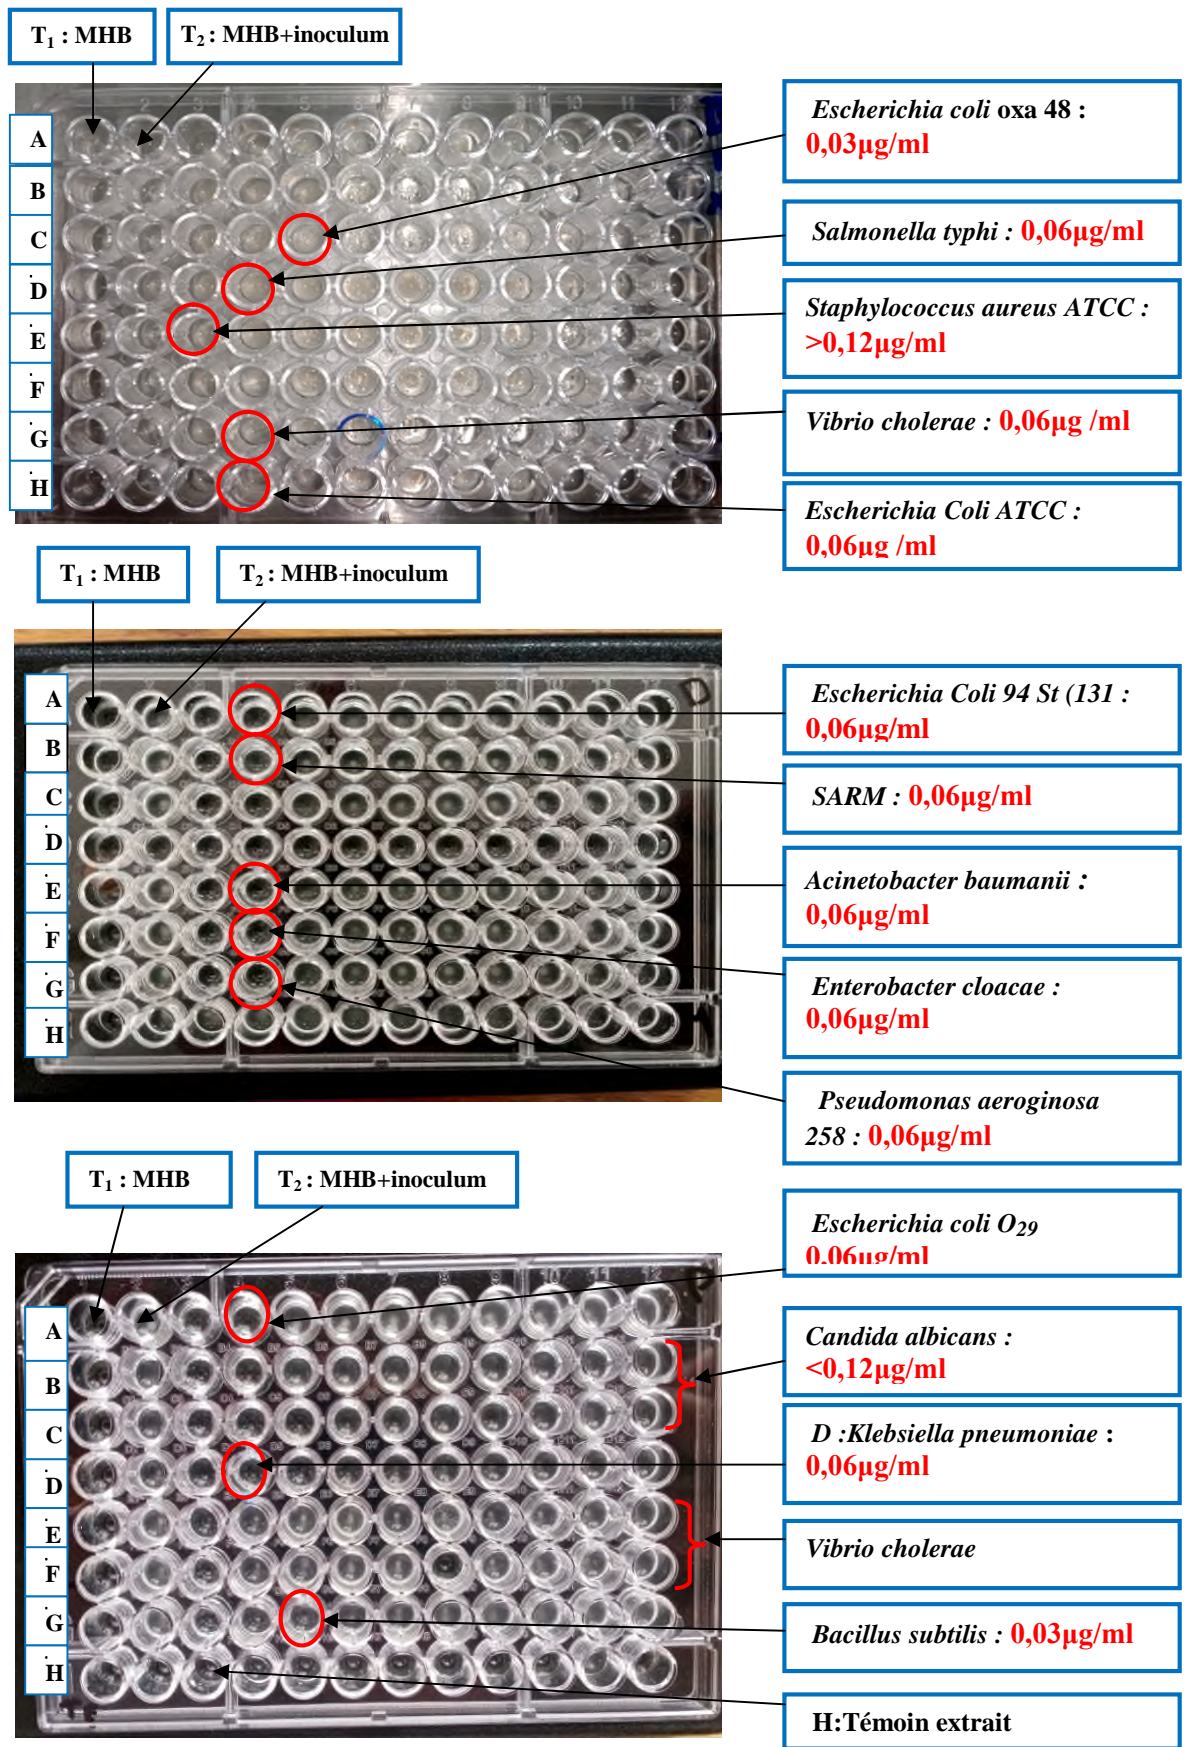 T1 : MHB
T2 : MHB+inoculum
A
B
C
D
E
F
G
H
Escherichia coli oxa 48 :
0,03µg/ml
Salmonella typhi : 0,06µg/ml
Staphylococcus aureus ATCC :
>0,12µg/ml
Vibrio cholerae : 0,06µg /ml
Escherichia Coli ATCC :
0,06µg /ml
T1 : MHB
T2 : MHB+inoculum
A
B
C
D
E
F
G
H
D
Escherichia Coli 94 St (131 :
0,06µg/ml
SARM : 0,06µg/ml
Acinetobacter baumanii :
0,06µg/ml
Enterobacter cloacae :
0,06µg/ml
Pseudomonas aeroginosa
258 : 0,06µg/ml
T1 : MHB
T2 : MHB+inoculum
A
B
C
D
E
F
G
H
Escherichia coli O29
0,06µg/ml
Candida albicans :
<0,12µg/ml
D :Klebsiella pneumoniae :
0,06µg/ml
Vibrio cholerae
Bacillus subtilis : 0,03µg/ml
H:Témoin extrait